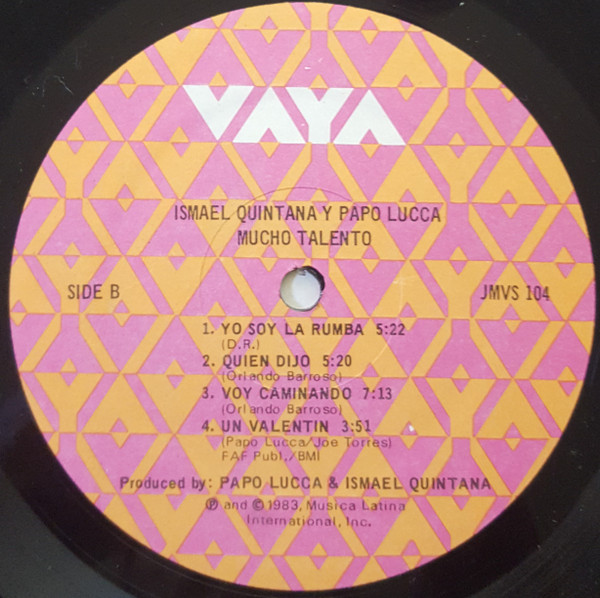 VAYA
ISMAEL QUINTANA Y PAPO LUCCA
MUCHO TALENTO
SIDE B
JMVS 104
1. YO SOY LA RUMBA 5:22
(D.R.)
2. QUIEN DIJO 5:20
(Orlando Barroso)
3. VOY CAMINANDO 7:13
(Orlando Barroso)
4. UN VALENTIN 3:51
(Papo Lucca/Joe Torres)
FAF Publ,/BMI
Produced by: PAPO LUCCA & ISMAEL QUINTANA
℗ and © 1983, Musica Latina
International, Inc.